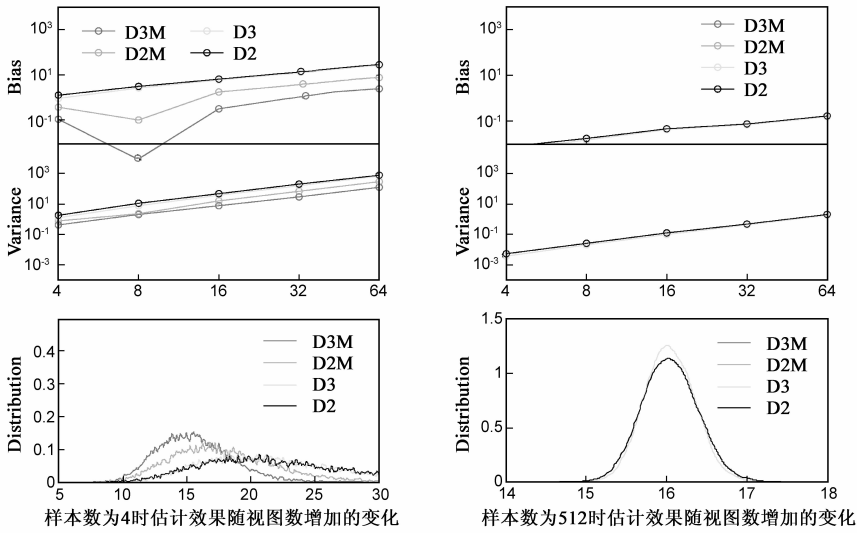 10³
10¹
10⁻¹
Bias
D3M
D3
D2M
D2
10³
10¹
10⁻¹
10⁻³
Variance
4
8
16
32
64
0.4
0.3
0.2
0.1
0
Distribution
D3M
D2M
D3
D2
5
10
15
20
25
30
样本数为4时估计效果随视图数增加的变化
10³
10¹
10⁻¹
Bias
D3M
D2M
D3
D2
10³
10¹
10⁻¹
10⁻³
Variance
4
8
16
32
64
1.5
1
0.5
0
Distribution
D3M
D2M
D3
D2
14
15
16
17
18
样本数为512时估计效果随视图数增加的变化